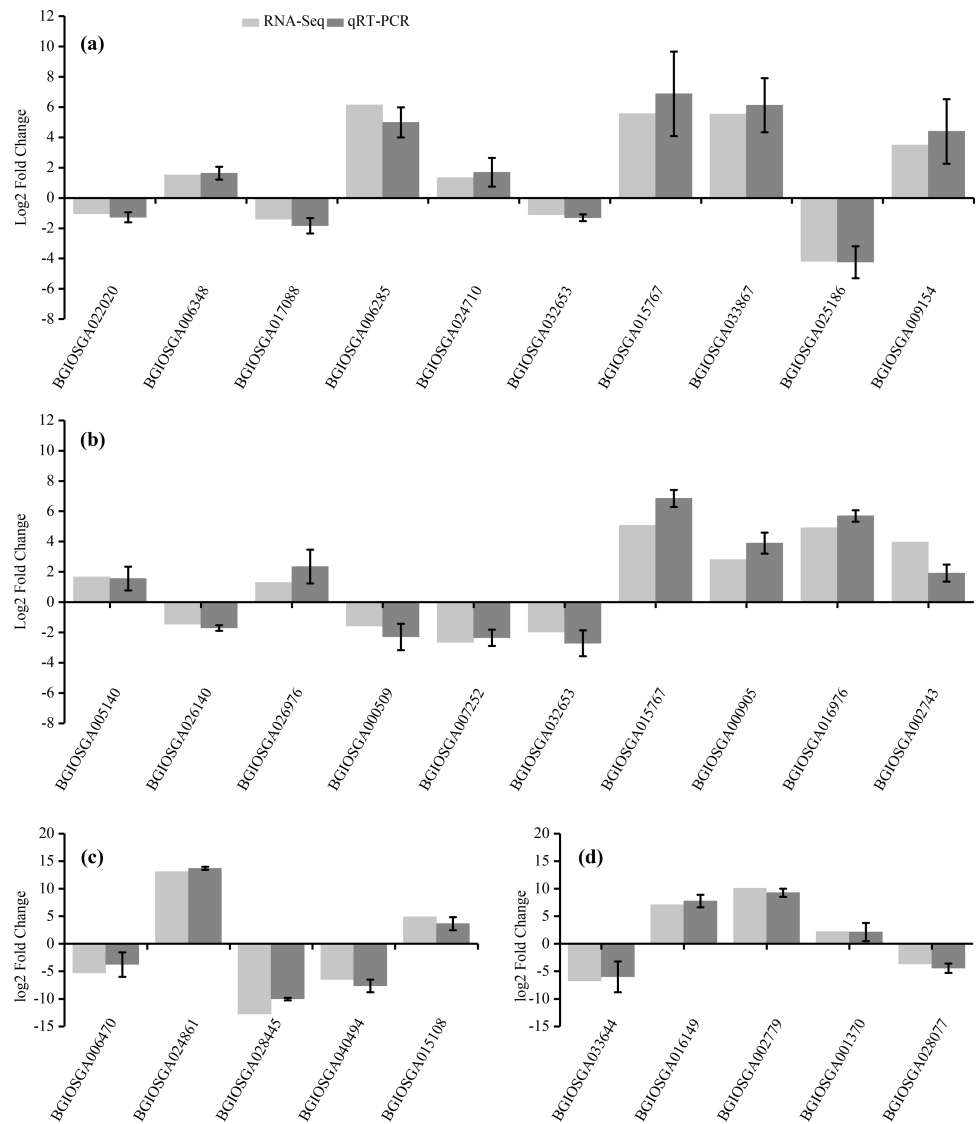 RNA-Seq qRT-PCR
(a)
Log2 Fold Change
12
10
8
6
4
2
0
-2
-4
-6
-8
BGIOSGA022020
BGIOSGA006348
BGIOSGA017088
BGIOSGA006285
BGIOSGA024710
BGIOSGA032653
BGIOSGA015767
BGIOSGA033867
BGIOSGA025186
BGIOSGA009154
(b)
Log2 Fold Change
12
10
8
6
4
2
0
-2
-4
-6
-8
BGIOSGA005140
BGIOSGA026140
BGIOSGA026976
BGIOSGA000509
BGIOSGA007252
BGIOSGA032653
BGIOSGA015767
BGIOSGA000905
BGIOSGA016976
BGIOSGA002743
(c)
log2 Fold Change
20
15
10
5
0
-5
-10
-15
BGIOSGA006470
BGIOSGA024861
BGIOSGA028445
BGIOSGA040494
BGIOSGA015108
(d)
log2 Fold Change
20
15
10
5
0
-5
-10
-15
BGIOSGA033644
BGIOSGA016149
BGIOSGA002779
BGIOSGA001370
BGIOSGA028077